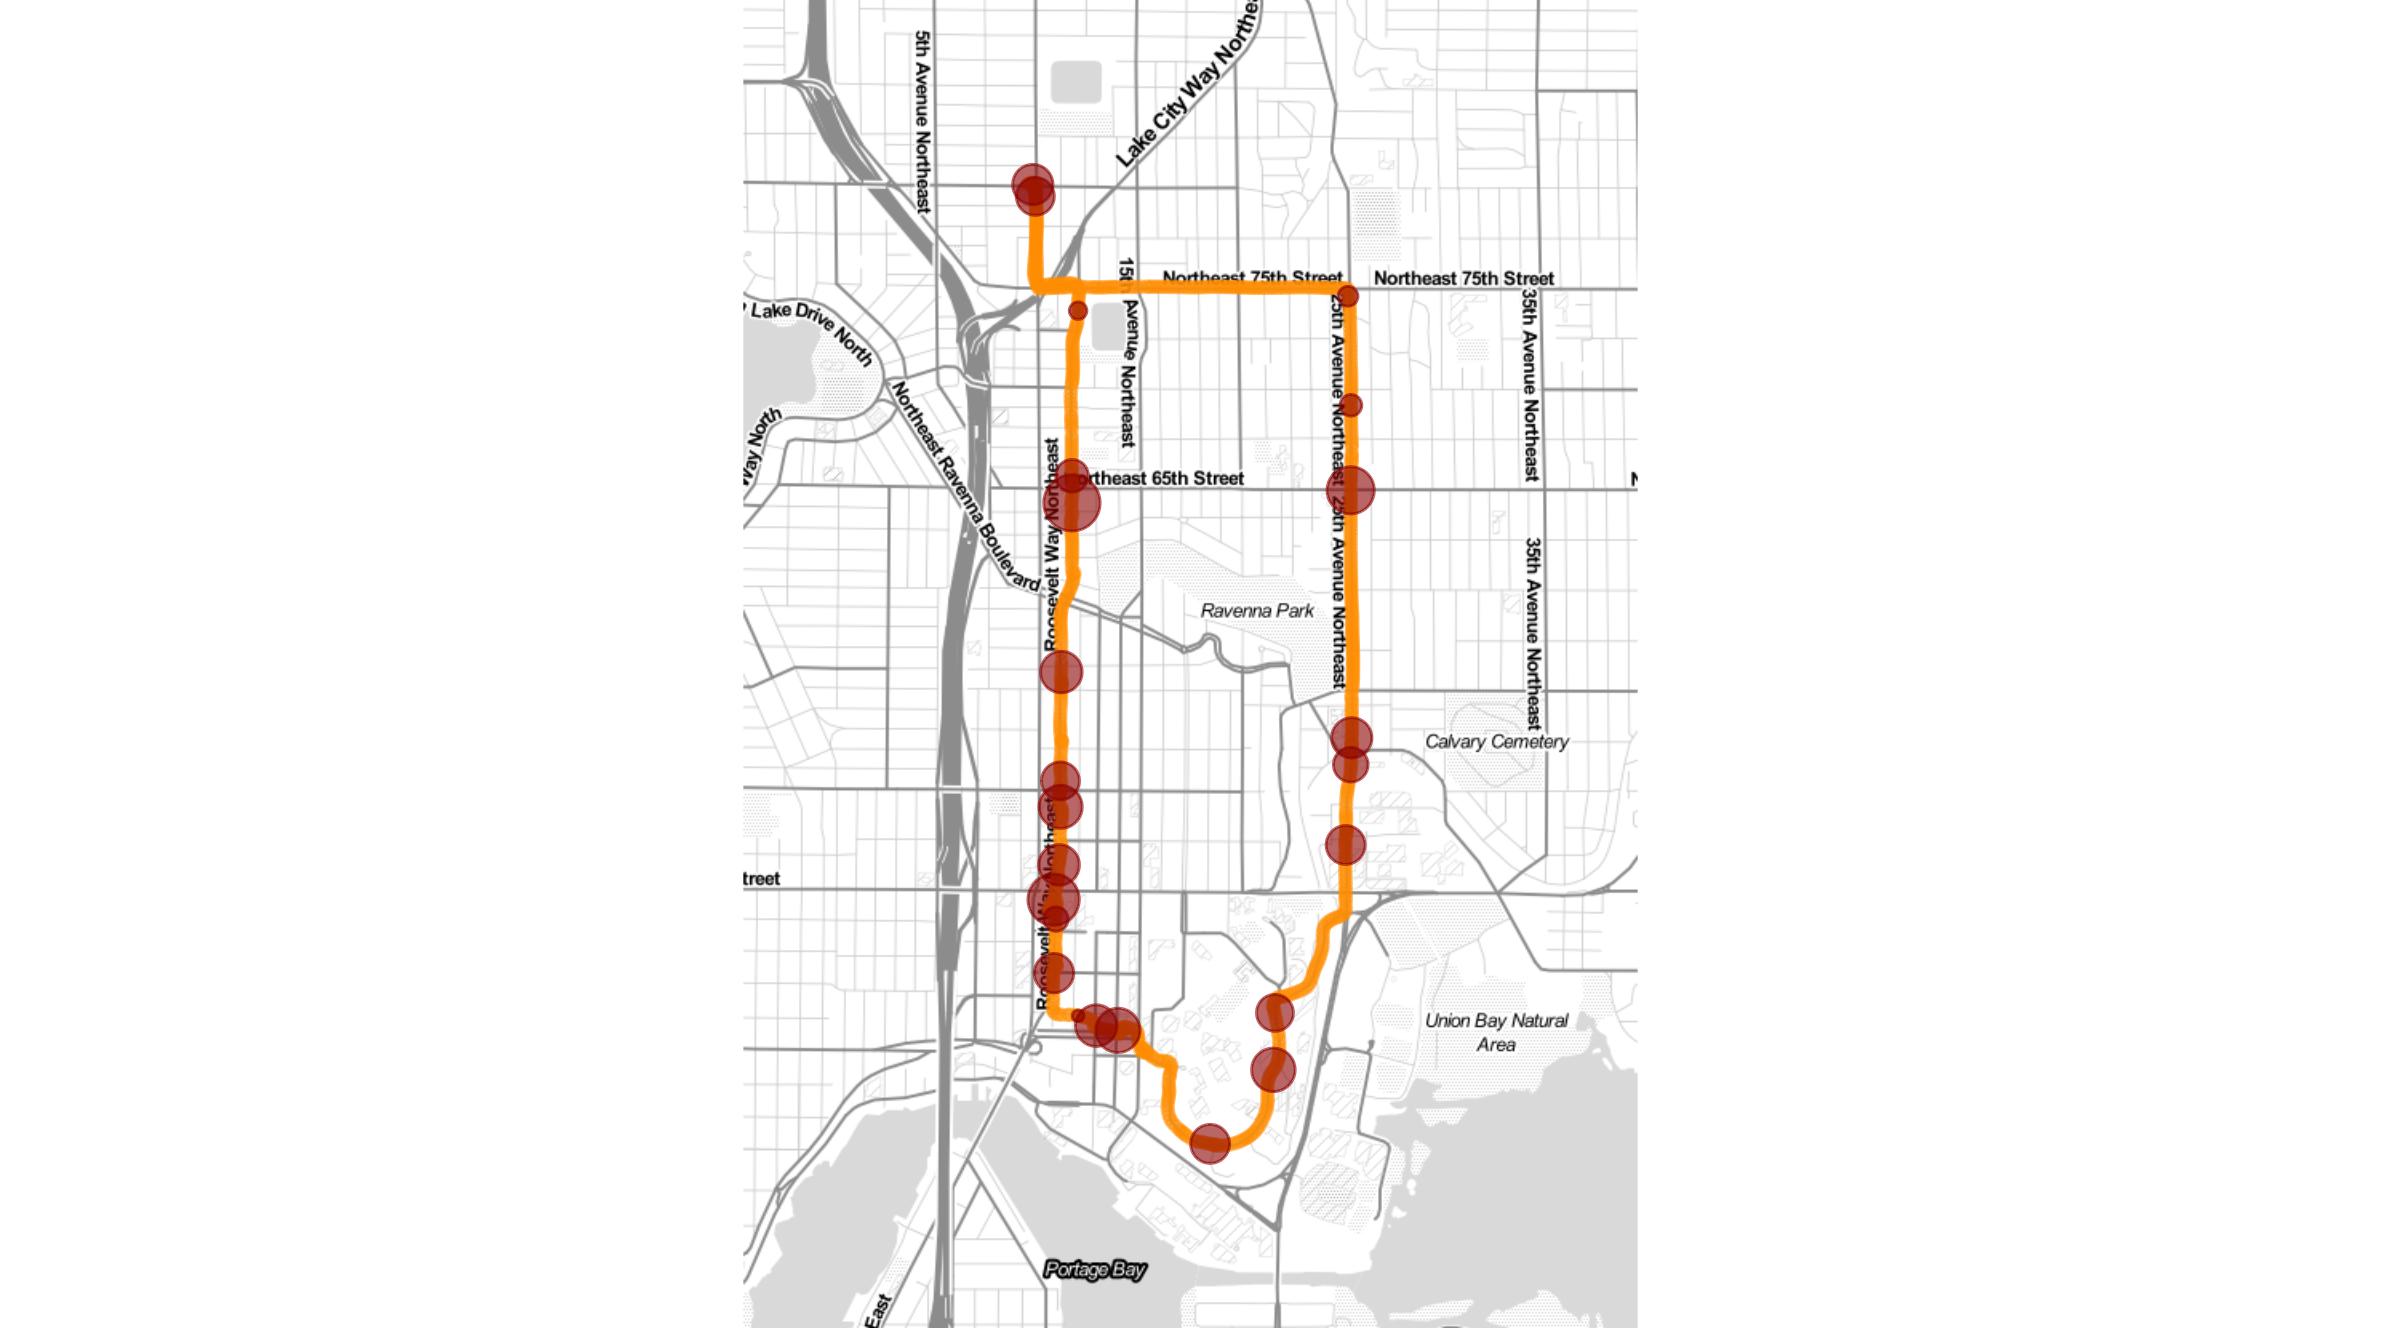 5th Avenue Northeast
Lake City Way Northea
15th Avenue Northeast
Northeast 75th Street
Northeast 75th Street
Lake Drive North
Way North
Northeast Ravenna Boulevard
25th Avenue Northeast
35th Avenue Northeast
Roosevelt Way Northeast
ortheast 65th Street
N
25th Avenue Northeast
35th Avenue Northeast
Ravenna Park
Calvary Cemetery
Roosevelt Way Northeast
treet
Union Bay Natural
Area
Portage Bay
East